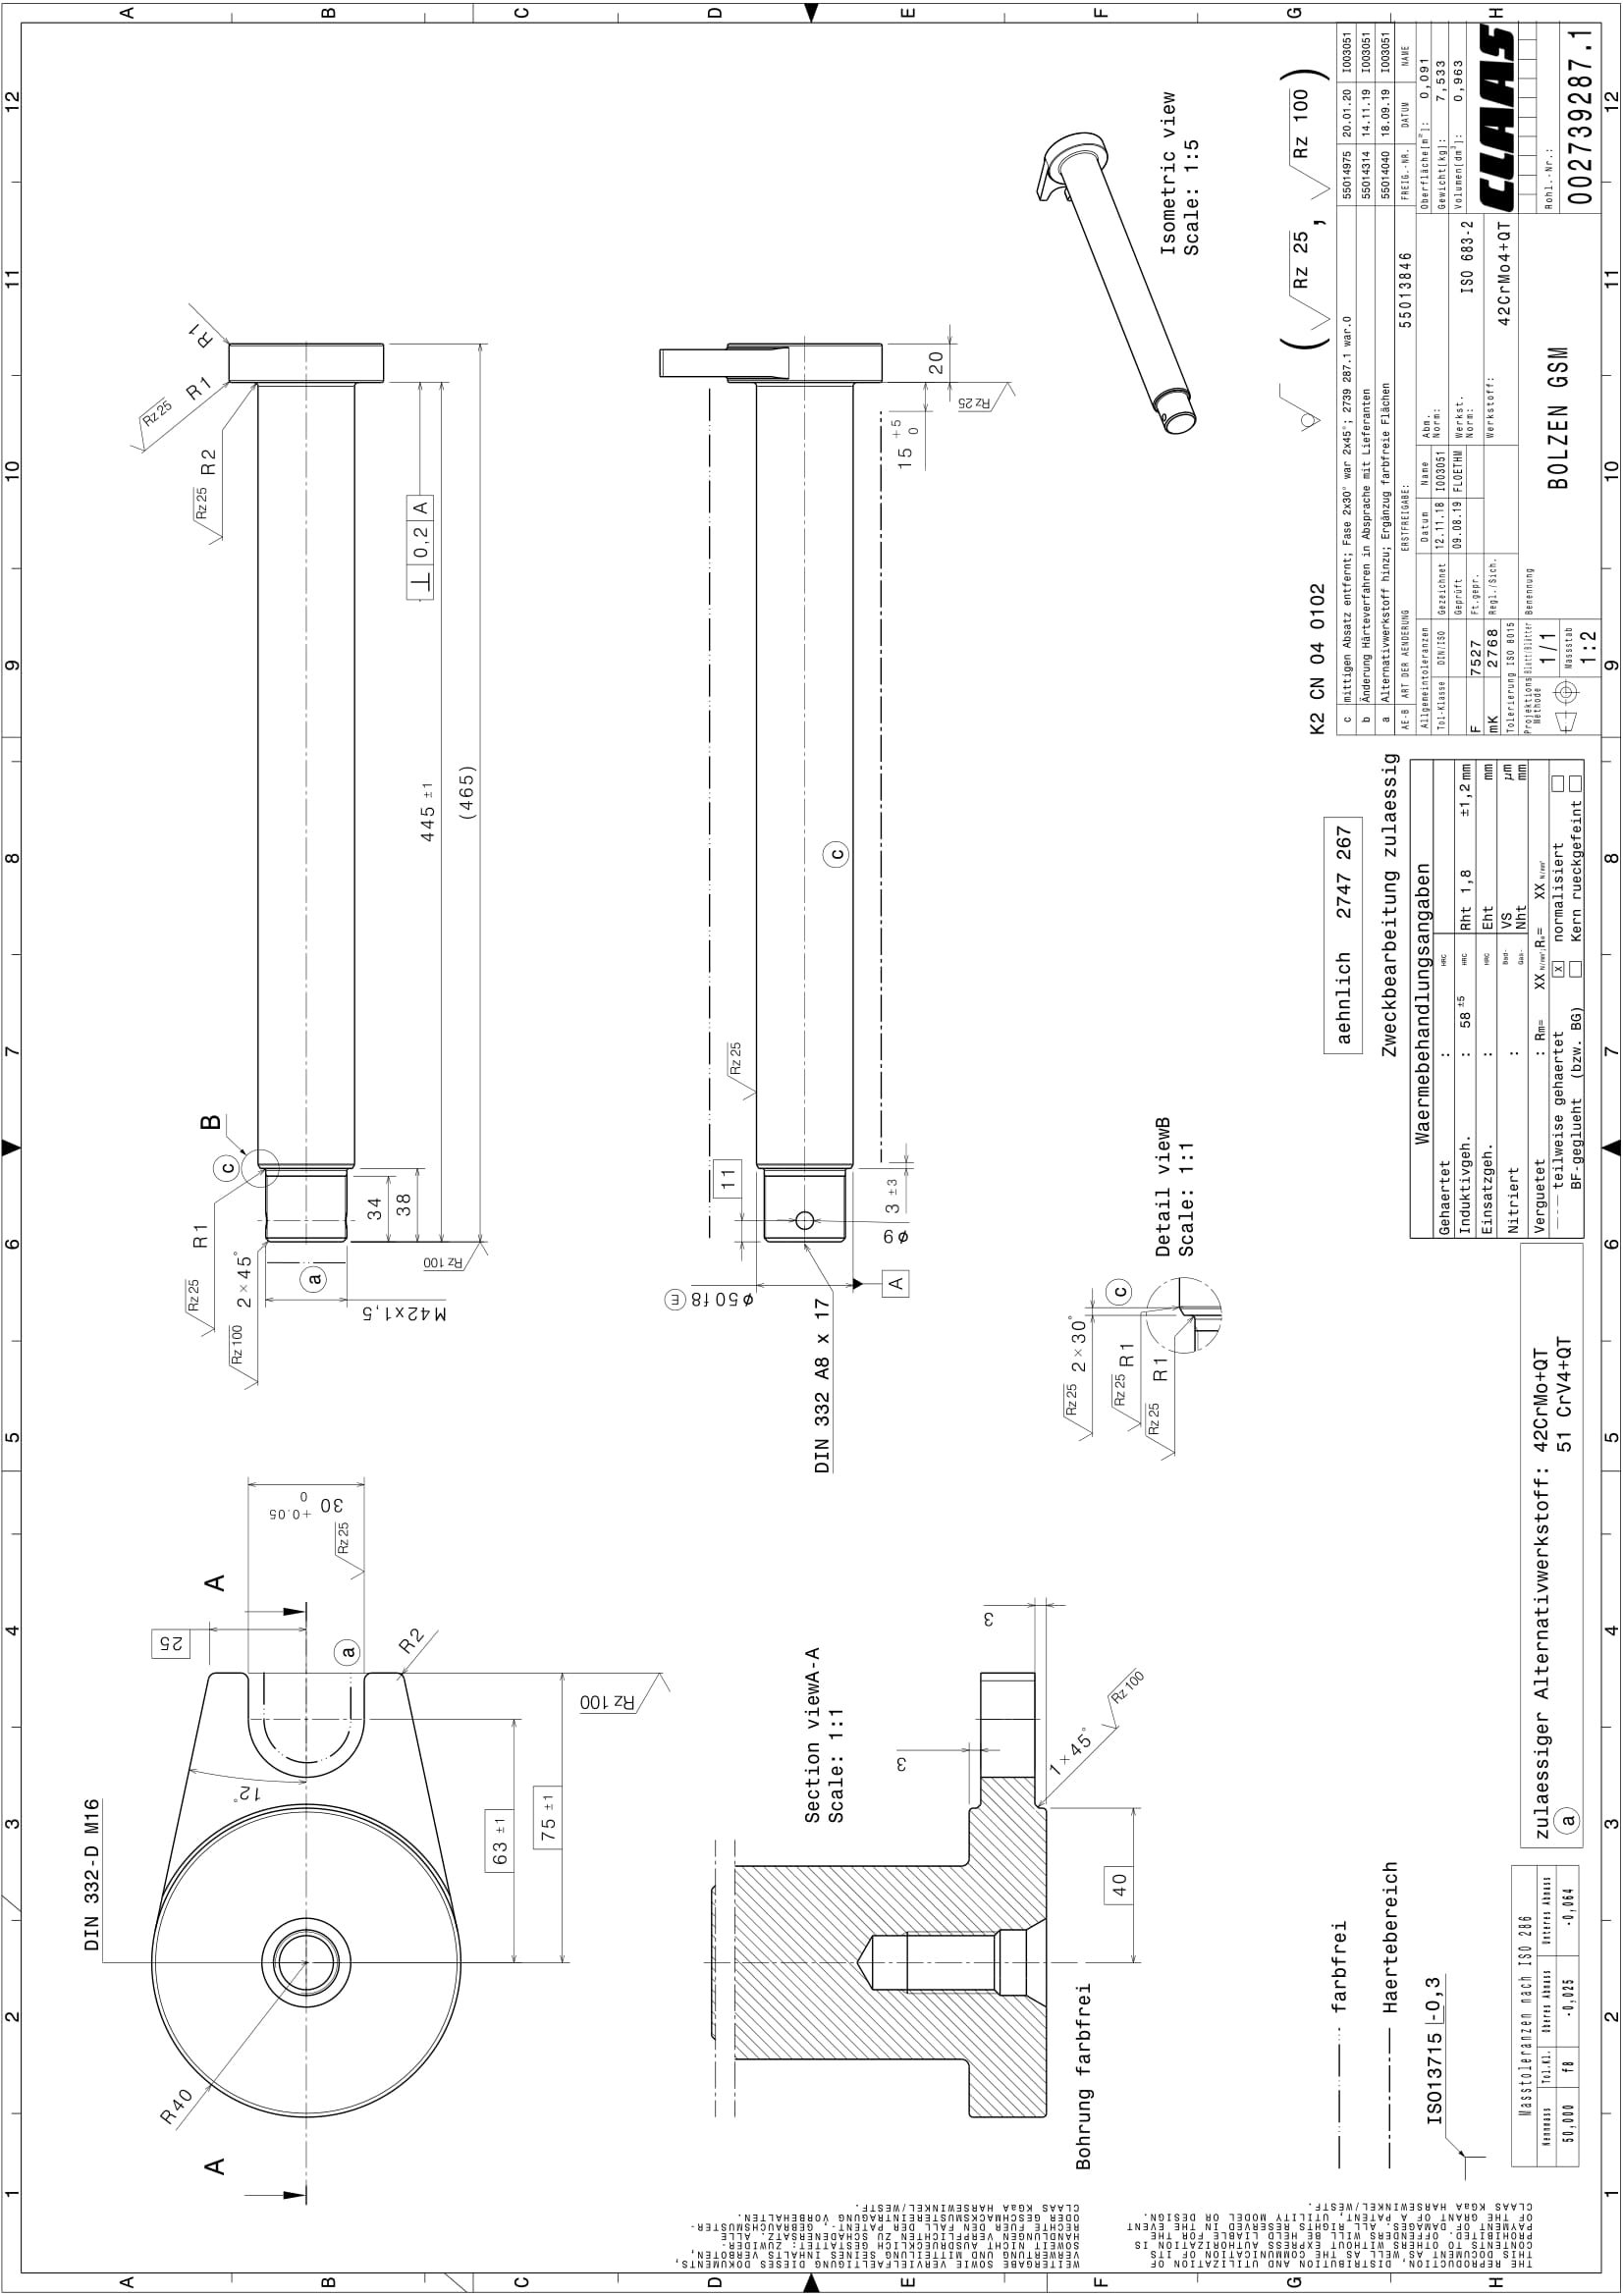 1 2 3 4 5 6 7 8 9 10 11 12
A
B
C
D
E
F
G
H
DIN 332-D M16
R40
A
A
25
12°
30 +0.05 0
Rz 25
a
R2
63 ±1
75 ±1
Rz 100
Rz 25
R1
c
B
Rz 100
2×45°
a
M42x1,5
34
38
Rz 100
445 ±1
(465)
⊥ 0,2 A
Rz 25
R2
Rz 25
R1
R1
Section viewA-A
Scale: 1:1
3
3
1×45°
Rz 100
40
Bohrung farbfrei
ø50 f8 E
11
Rz 25
DIN 332 A8 x 17
c
A
ø9
3 ±3
15 +5 0
20
Rz 25
Rz 25
2×30°
Rz 25
R1
c
Rz 25
R1
Detail viewB
Scale: 1:1
Isometric view
Scale: 1:5
WEITERGABE SOWIE VERVIELFAELTIGUNG DIESES DOKUMENTS,
VERWERTUNG UND MITTEILUNG SEINES INHALTS VERBOTEN,
SOWEIT NICHT AUSDRUECKLICH GESTATTET. ZUWIDER-
HANDLUNGEN VERPFLICHTEN ZU SCHADENERSATZ. ALLE
RECHTE FUER DEN FALL DER PATENT-, GEBRAUCHSMUSTER-
ODER GESCHMACKSMUSTEREINTRAGUNG VORBEHALTEN.
CLAAS KGaA HARSEWINKEL/WESTF.
THE REPRODUCTION, DISTRIBUTION AND UTILIZATION OF
THIS DOCUMENT AS WELL AS THE COMMUNICATION OF ITS
CONTENTS TO OTHERS WITHOUT EXPRESS AUTHORIZATION IS
PROHIBITED. OFFENDERS WILL BE HELD LIABLE FOR THE
PAYMENT OF DAMAGES. ALL RIGHTS RESERVED IN THE EVENT
OF THE GRANT OF A PATENT, UTILITY MODEL OR DESIGN.
CLAAS KGaA HARSEWINKEL/WESTF.
farbfrei
Haertebereich
ISO13715 -0,3
Masstoleranzen nach ISO 286
Nennmass Tol.Kl. Oberes Abmass Unteres Abmass
50,000 f8 -0,025 -0,064
zulaessiger Alternativwerkstoff: 42CrMo+QT
a 51 CrV4+QT
aehnlich 2747 267
Zweckbearbeitung zulaessig
Waermebehandlungsangaben
Gehaertet : HRC
Induktivgeh. : 58 ±5 HRC Rht 1,8 ±1,2 mm
Einsatzgeh. : HRC Eht mm
Nitriert : Bad- VS µm
Gas- Nht mm
Verguetet : Rm= XX N/mm²; Re= XX N/mm²
teilweise gehaertet X normalisiert
BF-geglueht (bzw. BG) Kern rueckgefeint
K2 CN 04 0102
( Rz 25 , Rz 100 )
c mittigen Absatz entfernt; Fase 2x30° war 2x45°; 2739 287.1 war.0 55014975 20.01.20 I003051
b Änderung Härteverfahren in Absprache mit Lieferanten 55014314 14.11.19 I003051
a Alternativwerkstoff hinzu; Ergänzug farbfreie Flächen 55014040 18.09.19 I003051
AE-B ART DER AENDERUNG ERSTFREIGABE: 55013846 FREIG.-NR. DATUM NAME
Allgemeintoleranzen Datum Name Abm. Norm: Oberfläche[m²]: 0,091
Tol-Klasse DIN/ISO Gezeichnet 12.11.18 I003051 Gewicht[kg]: 7,533
Geprüft 09.08.19 FLOETHM Werkst. Norm: ISO 683-2 Volumen[dm³]: 0,963
F 7527 Ft.gepr.
mK 2768 Regl./Sich. Werkstoff: 42CrMo4+QT CLAAS
Tolerierung ISO 8015
Projektions Methode Blatt/Blätter 1/1 Benennung
Massstab 1:2
BOLZEN GSM
Rohl.-Nr.:
002739287.1
A
B
C
D
E
F
G
H
1 2 3 4 5 6 7 8 9 10 11 12